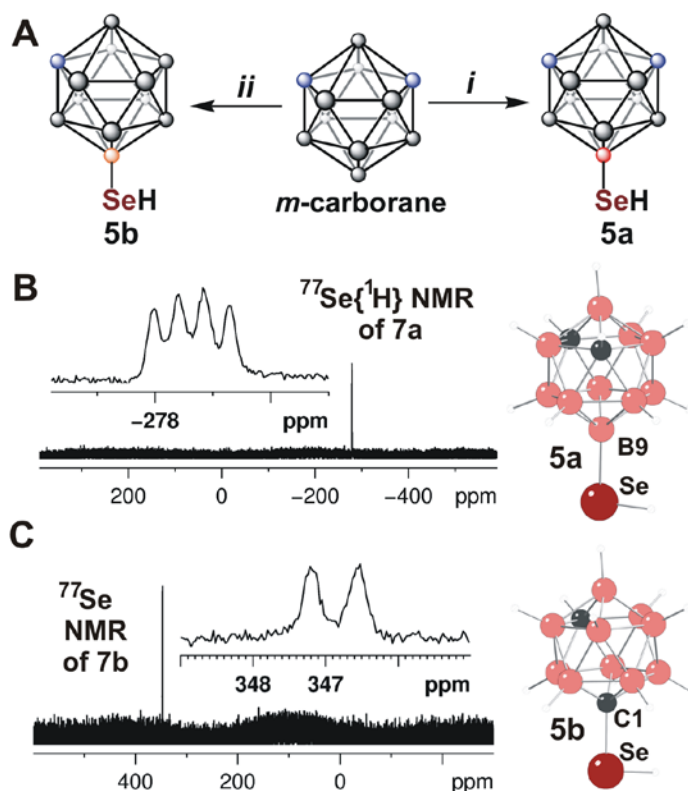 A
ii
i
SeH
5b
m-carborane
SeH
5a
B
⁷⁷Se{¹H} NMR
of 7a
−278
ppm
200
0
−200
−400
ppm
5a
B9
Se
C
⁷⁷Se
NMR
of 7b
348
347
ppm
400
200
0
ppm
5b
C1
Se